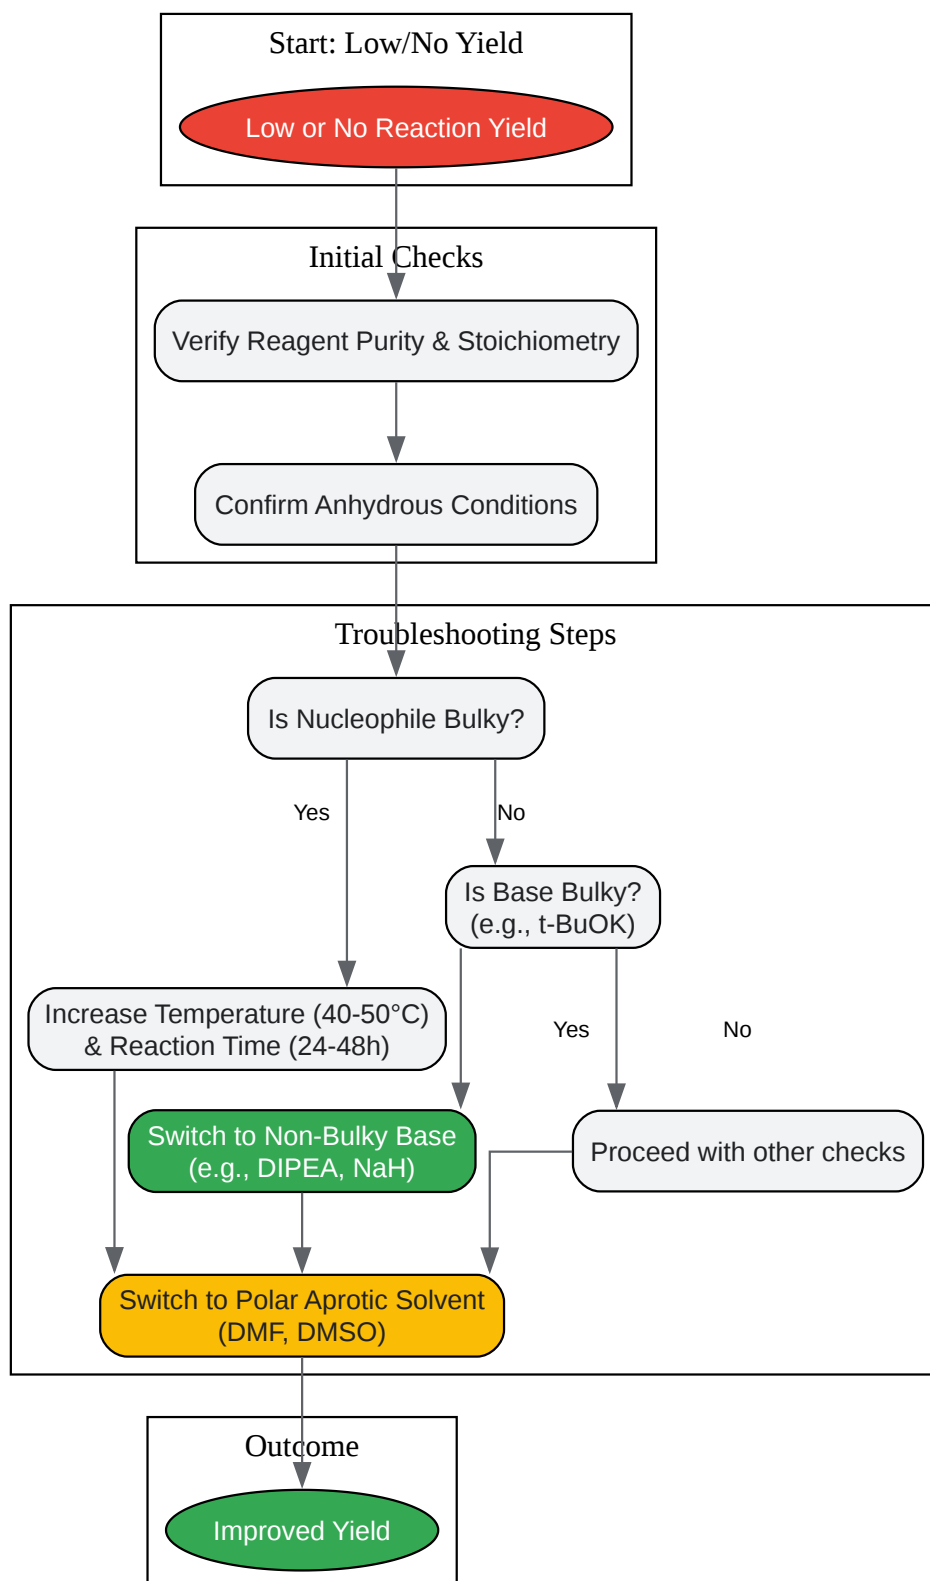 Start: Low/No Yield
Low or No Reaction Yield
Initial Checks
Verify Reagent Purity & Stoichiometry
Confirm Anhydrous Conditions
Troubleshooting Steps
Is Nucleophile Bulky?
Yes
No
Is Base Bulky?
(e.g., t-BuOK)
Increase Temperature (40-50°C)
& Reaction Time (24-48h)
Yes
No
Switch to Non-Bulky Base
(e.g., DIPEA, NaH)
Proceed with other checks
Switch to Polar Aprotic Solvent
(DMF, DMSO)
Outcome
Improved Yield